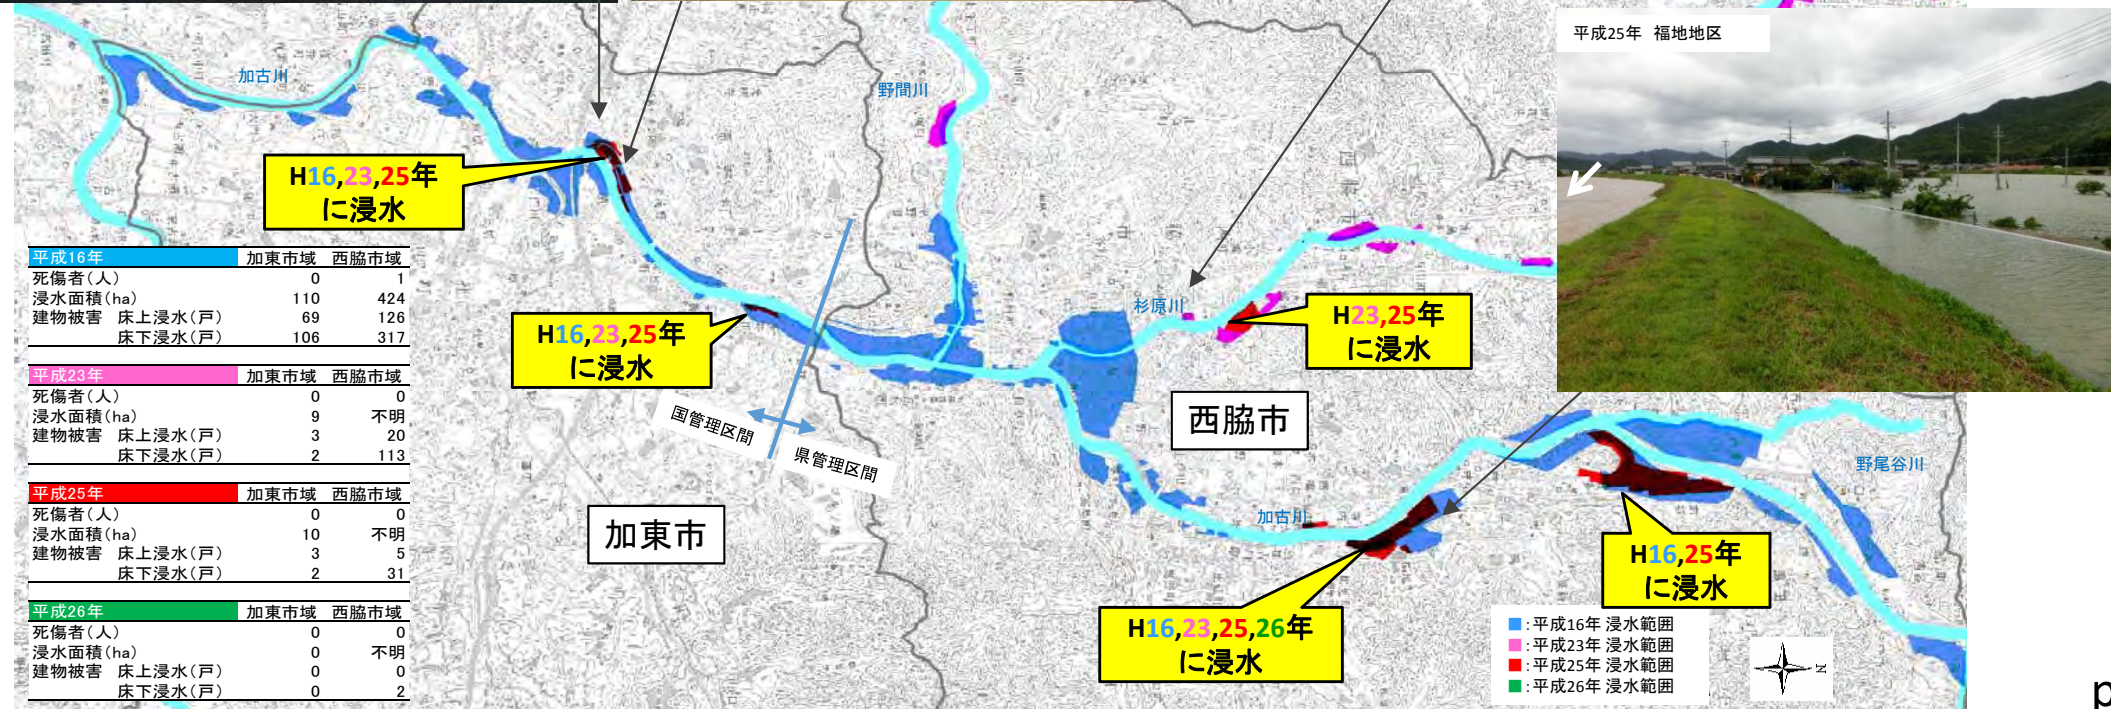 平成25年 福地地区
加古川
野間川
H16,23,25年
に浸水
平成16年 加東市域 西脇市域
死傷者(人) 0 1
浸水面積(ha) 110 424
建物被害 床上浸水(戸) 69 126
床下浸水(戸) 106 317
平成23年 加東市域 西脇市域
死傷者(人) 0 0
浸水面積(ha) 9 不明
建物被害 床上浸水(戸) 3 20
床下浸水(戸) 2 113
平成25年 加東市域 西脇市域
死傷者(人) 0 0
浸水面積(ha) 10 不明
建物被害 床上浸水(戸) 3 5
床下浸水(戸) 2 31
平成26年 加東市域 西脇市域
死傷者(人) 0 0
浸水面積(ha) 0 不明
建物被害 床上浸水(戸) 0 0
床下浸水(戸) 0 2
H16,23,25年
に浸水
国管理区間
県管理区間
加東市
杉原川
H23,25年
に浸水
西脇市
加古川
野尾谷川
H16,25年
に浸水
H16,23,25,26年
に浸水
:平成16年 浸水範囲
:平成23年 浸水範囲
:平成25年 浸水範囲
:平成26年 浸水範囲
N
p